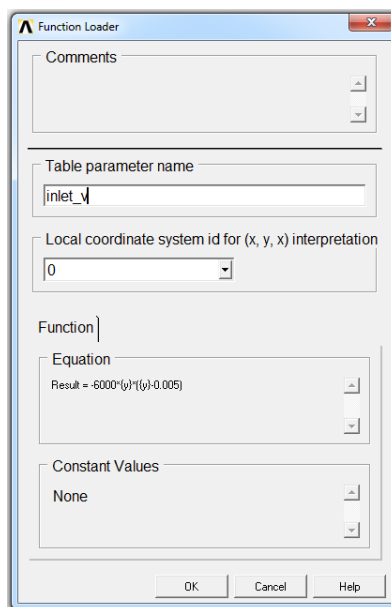 Function Loader
Comments
Table parameter name
inlet_v
Local coordinate system id for (x, y, x) interpretation
0
Function
Equation
Result = -6000*{y}*({y}-0.005)
Constant Values
None
OK Cancel Help